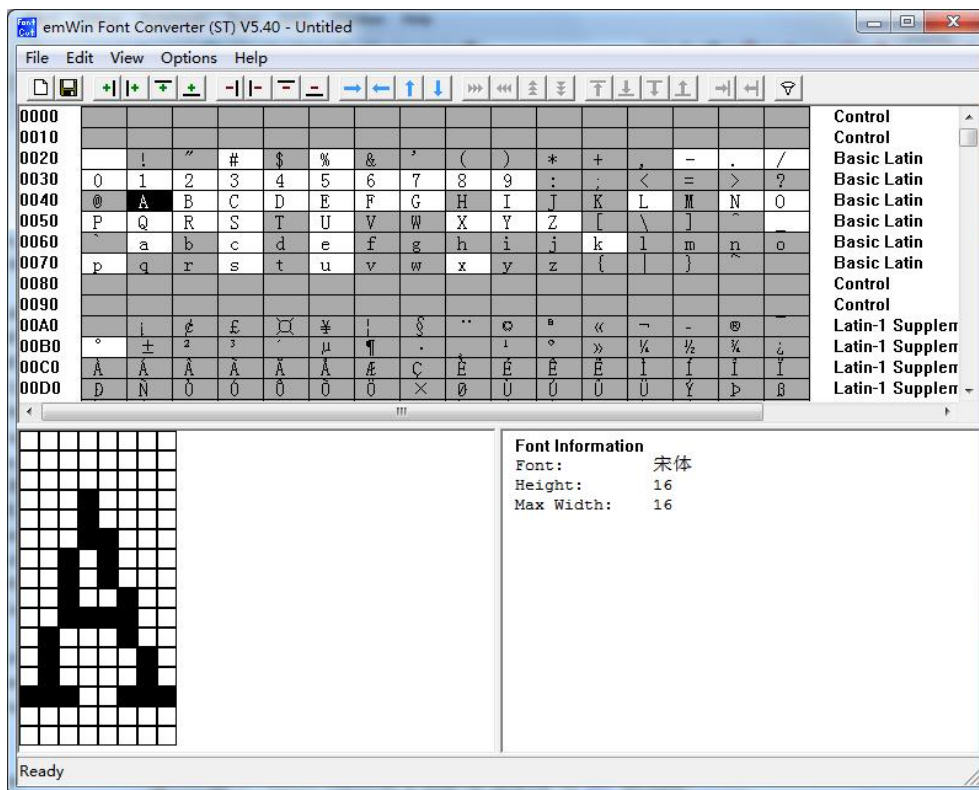 emWin Font Converter (ST) V5.40 - Untitled
File Edit View Options Help
0000 Control
0010 Control
0020 ! " # $ % & ' ( ) * + , - . / Basic Latin
0030 0 1 2 3 4 5 6 7 8 9 : ; < = > ? Basic Latin
0040 @ A B C D E F G H I J K L M N O Basic Latin
0050 P Q R S T U V W X Y Z [ \ ] ^ _ Basic Latin
0060 ` a b c d e f g h i j k l m n o Basic Latin
0070 p q r s t u v w x y z { | } ~ Basic Latin
0080 Control
0090 Control
00A0 ¡ ¢ £ ¤ ¥ ¦ § ¨ © ª « ¬ - ® ¯ Latin-1 Supplem
00B0 ° ± ² ³ ´ µ ¶ · ¸ ¹ º » ¼ ½ ¾ ¿ Latin-1 Supplem
00C0 À Á Â Ã Ä Å Æ Ç È É Ê Ë Ì Í Î Ï Latin-1 Supplem
00D0 Ð Ñ Ò Ó Ô Õ Ö × Ø Ù Ú Û Ü Ý Þ ß Latin-1 Supplem
Font Information
Font: 宋体
Height: 16
Max Width: 16
Ready